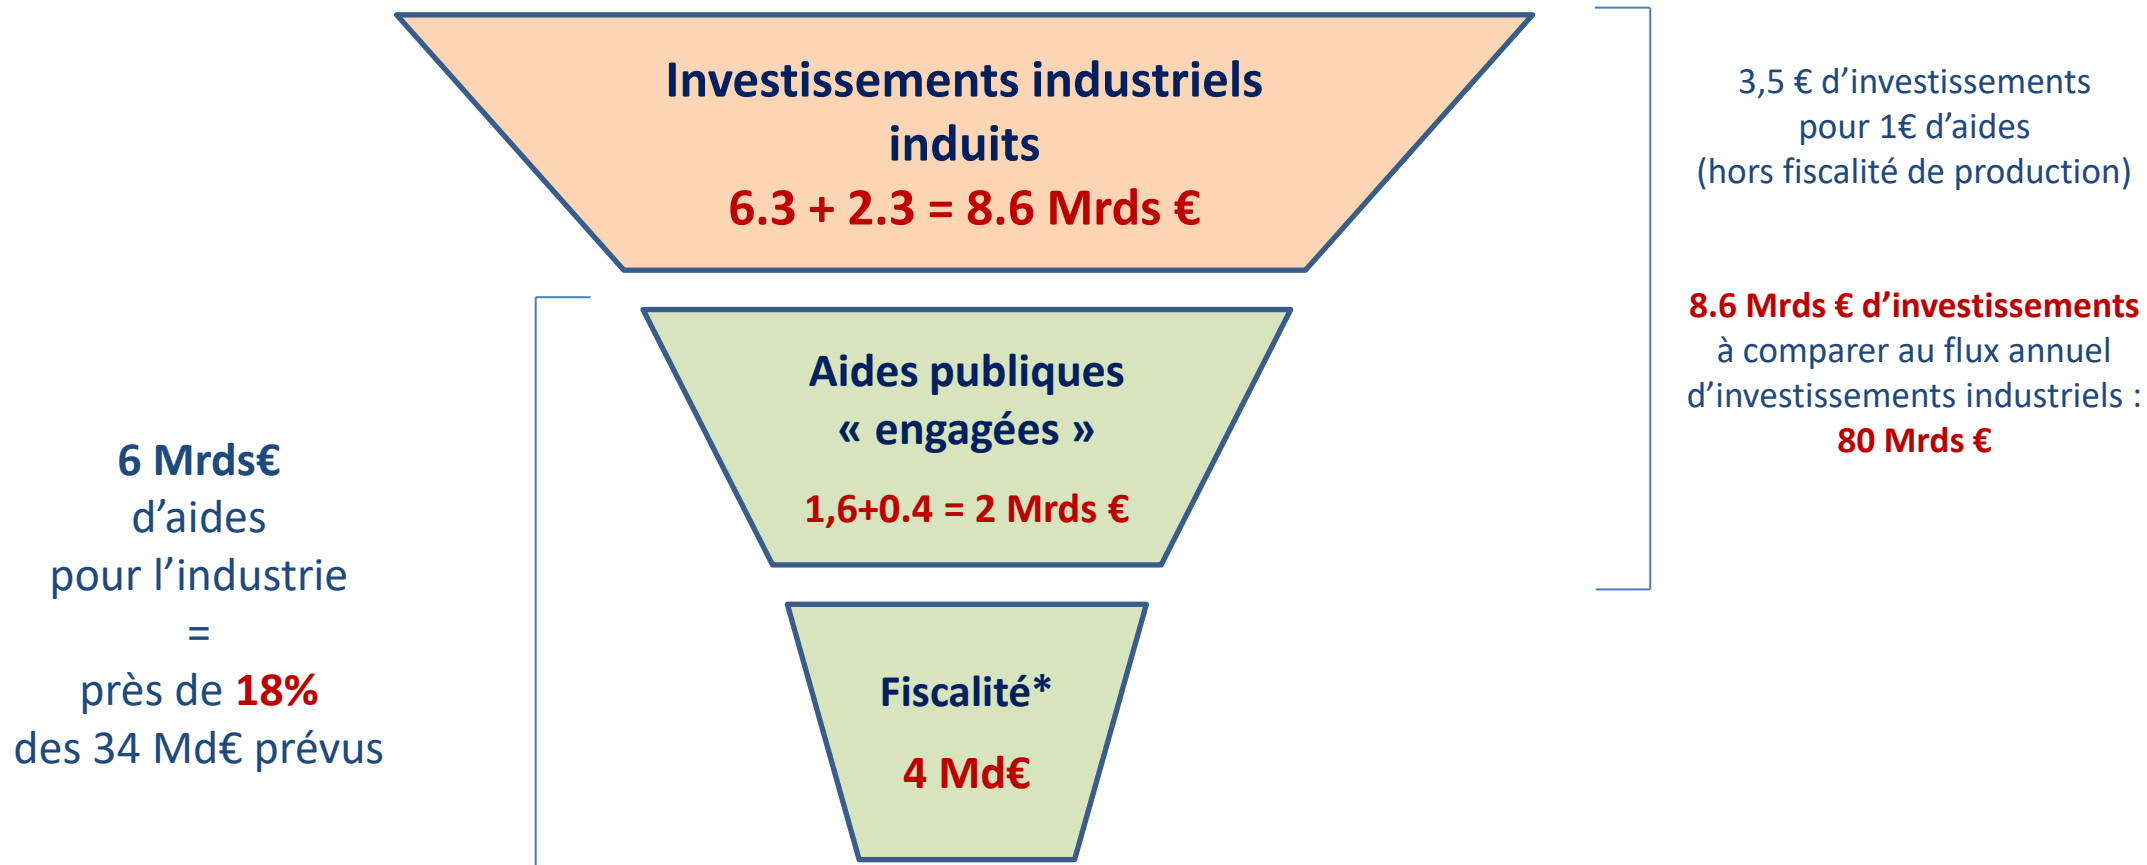 Investissements industriels
induits
6.3 + 2.3 = 8.6 Mrds €
Aides publiques
« engagées »
1,6+0.4 = 2 Mrds €
Fiscalité*
4 Md€
6 Mrds€
d’aides
pour l’industrie
=
près de 18%
des 34 Md€ prévus
3,5 € d’investissements
pour 1€ d’aides
(hors fiscalité de production)
8.6 Mrds € d’investissements
à comparer au flux annuel
d’investissements industriels :
80 Mrds €